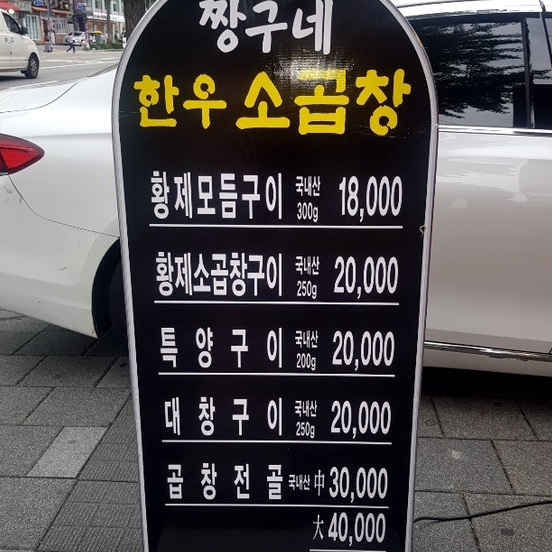 짱구네
한우소곱창
황제모듬구이 국내산 300g 18,000
황제소곱창구이 국내산 250g 20,000
특양구이 국내산 200g 20,000
대창구이 국내산 250g 20,000
곱창전골 국내산 中 30,000
大 40,000